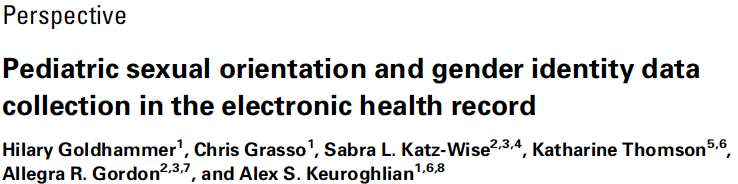 Perspective
Pediatric sexual orientation and gender identity data
collection in the electronic health record
Hilary Goldhammer¹, Chris Grasso¹, Sabra L. Katz-Wise²,³,⁴, Katharine Thomson⁵,⁶,
Allegra R. Gordon²,³,⁷, and Alex S. Keuroghlian¹,⁶,⁸